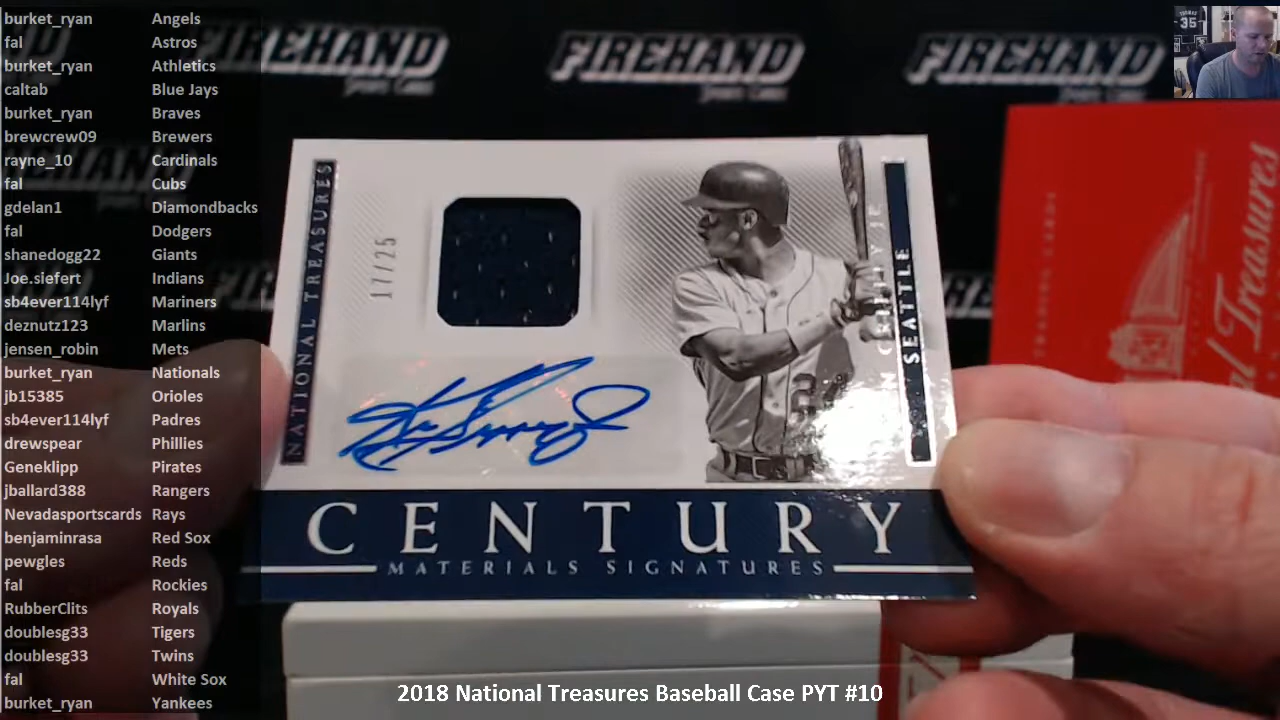 burket_ryan Angels
fal Astros
burket_ryan Athletics
caltab Blue Jays
burket_ryan Braves
brewcrew09 Brewers
rayne_10 Cardinals
fal Cubs
gdelan1 Diamondbacks
fal Dodgers
shanedogg22 Giants
Joe.siefert Indians
sb4ever114lyf Mariners
deznutz123 Marlins
jensen_robin Mets
burket_ryan Nationals
jb15385 Orioles
sb4ever114lyf Padres
drewspear Phillies
Geneklipp Pirates
jballard388 Rangers
Nevadasportscards Rays
benjaminrasa Red Sox
pewgles Reds
fal Rockies
RubberClits Royals
doublesg33 Tigers
doublesg33 Twins
fal White Sox
burket_ryan Yankees
FIREHAND
FIREHAND
FIREHAND
35
NATIONAL TREASURES
17/25
SEATTLE
CENTURY
MATERIALS SIGNATURES
Treasures
2018 National Treasures Baseball Case PYT #10